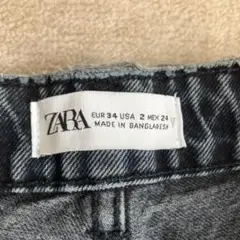 ZARA
EUR 34 USA 2 MEX 24
MADE IN BANGLADESH